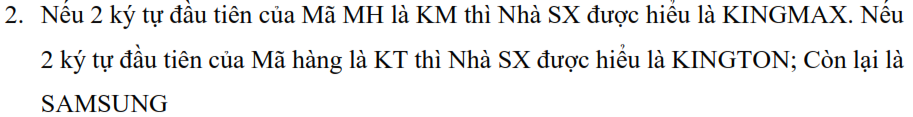 2. Nếu 2 ký tự đầu tiên của Mã MH là KM thì Nhà SX được hiểu là KINGMAX. Nếu
2 ký tự đầu tiên của Mã hàng là KT thì Nhà SX được hiểu là KINGTON; Còn lại là
SAMSUNG